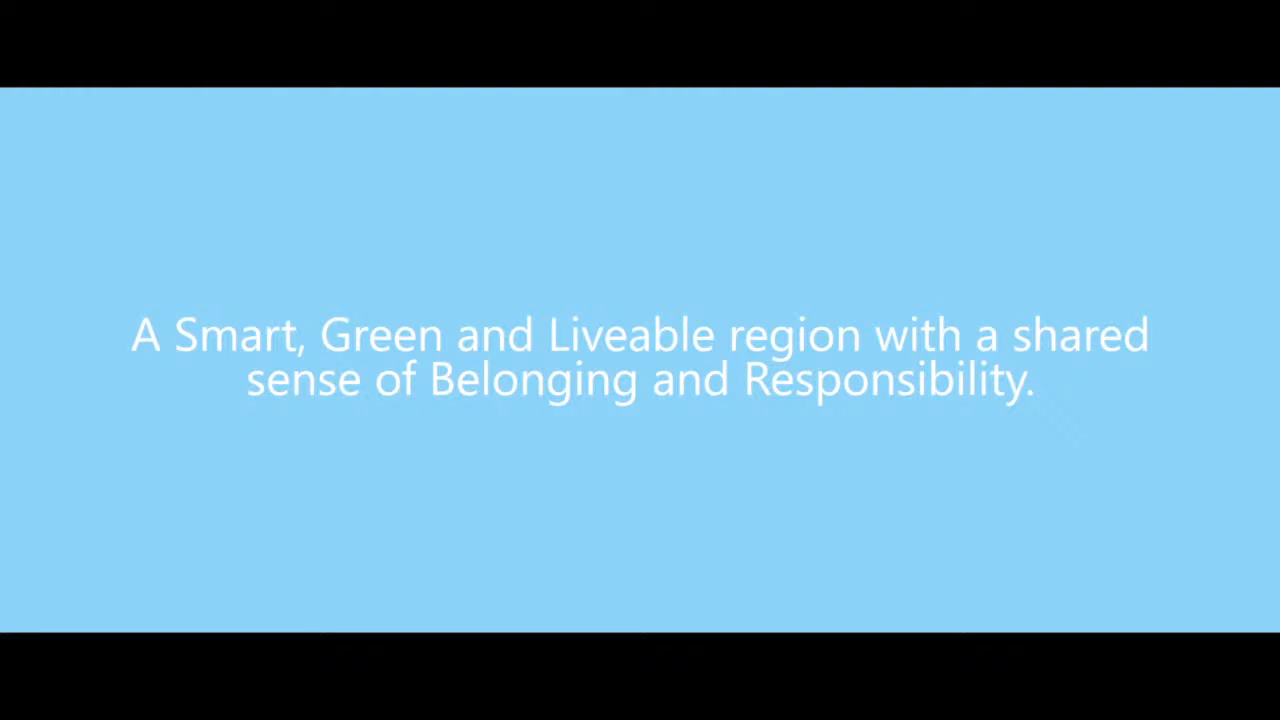 A Smart, Green and Liveable region with a shared
sense of Belonging and Responsibility.